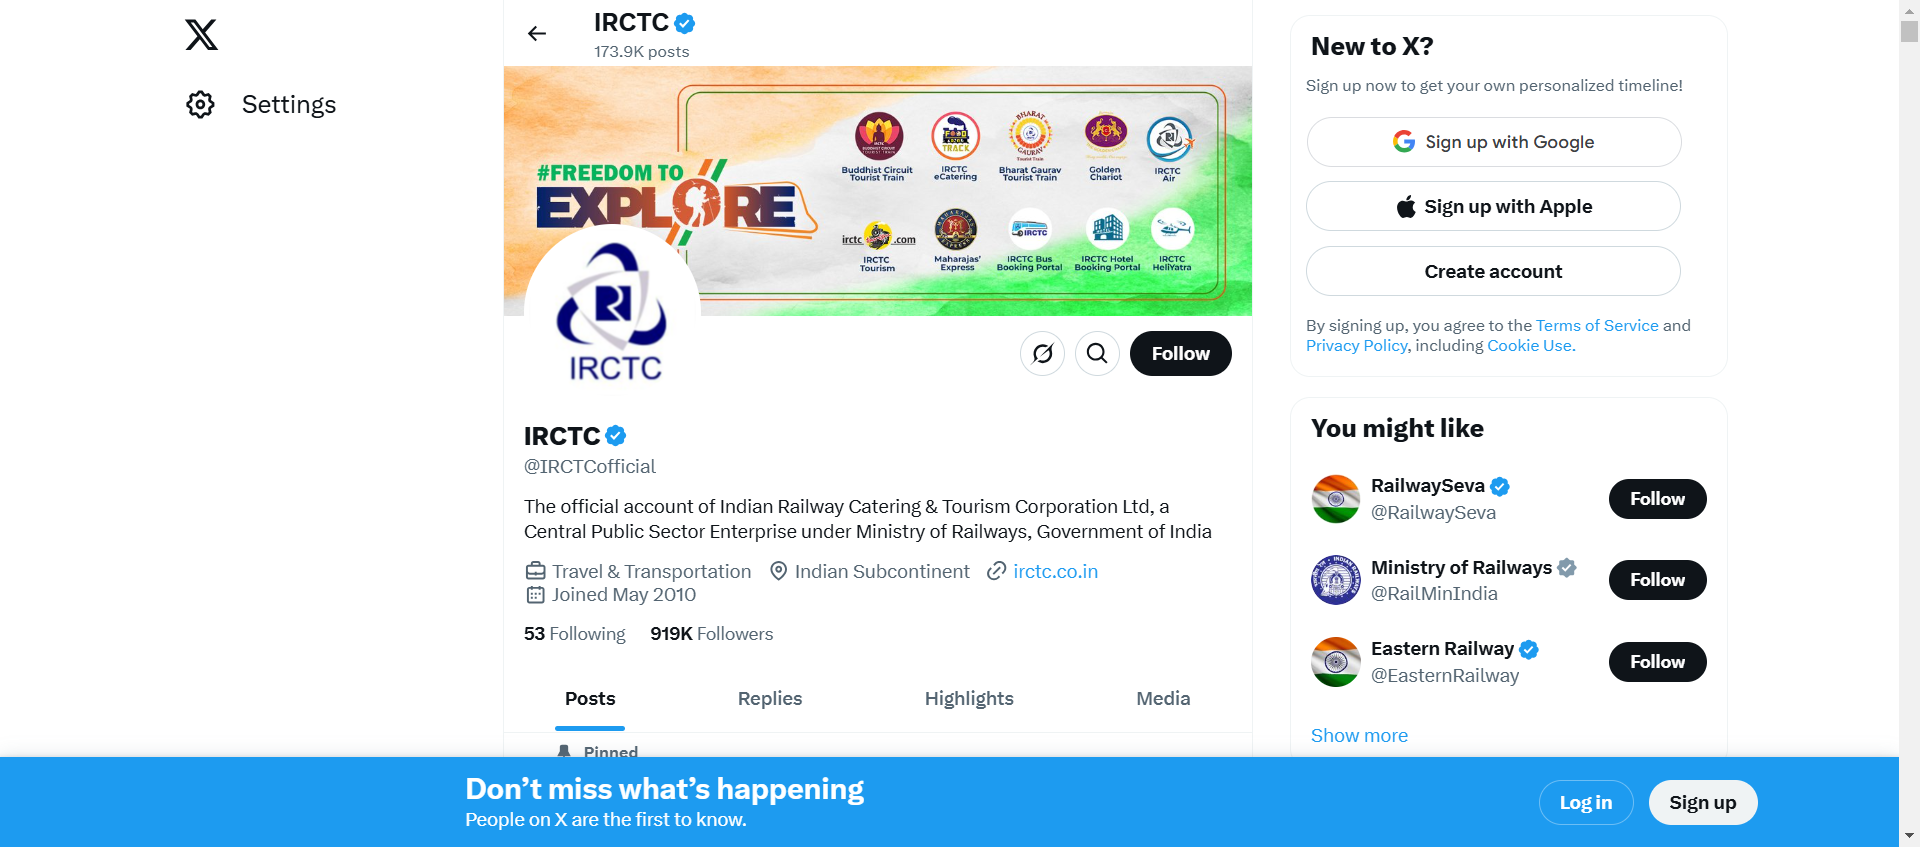 IRCTC
173.9K posts
Settings
#FREEDOM TO
EXPLORE
Buddhist Circuit
Tourist Train
IRCTC
eCatering
BHARAT
GAURAV
Tourist Train
Bharat Gaurav
Tourist Train
Golden
Chariot
IRCTC
Air
irctc .com
IRCTC
Tourism
Maharajas'
Express
IRCTC
IRCTC Bus
Booking Portal
IRCTC Hotel
Booking Portal
IRCTC
HeliYatra
IRCTC
Follow
IRCTC
@IRCTCofficial
The official account of Indian Railway Catering & Tourism Corporation Ltd, a
Central Public Sector Enterprise under Ministry of Railways, Government of India
Travel & Transportation Indian Subcontinent irctc.co.in
Joined May 2010
53 Following 919K Followers
Posts Replies Highlights Media
Pinned
New to X?
Sign up now to get your own personalized timeline!
Sign up with Google
Sign up with Apple
Create account
By signing up, you agree to the Terms of Service and
Privacy Policy, including Cookie Use.
You might like
RailwaySeva
@RailwaySeva
Follow
Ministry of Railways
@RailMinIndia
Follow
Eastern Railway
@EasternRailway
Follow
Show more
Don’t miss what’s happening
People on X are the first to know.
Log in
Sign up